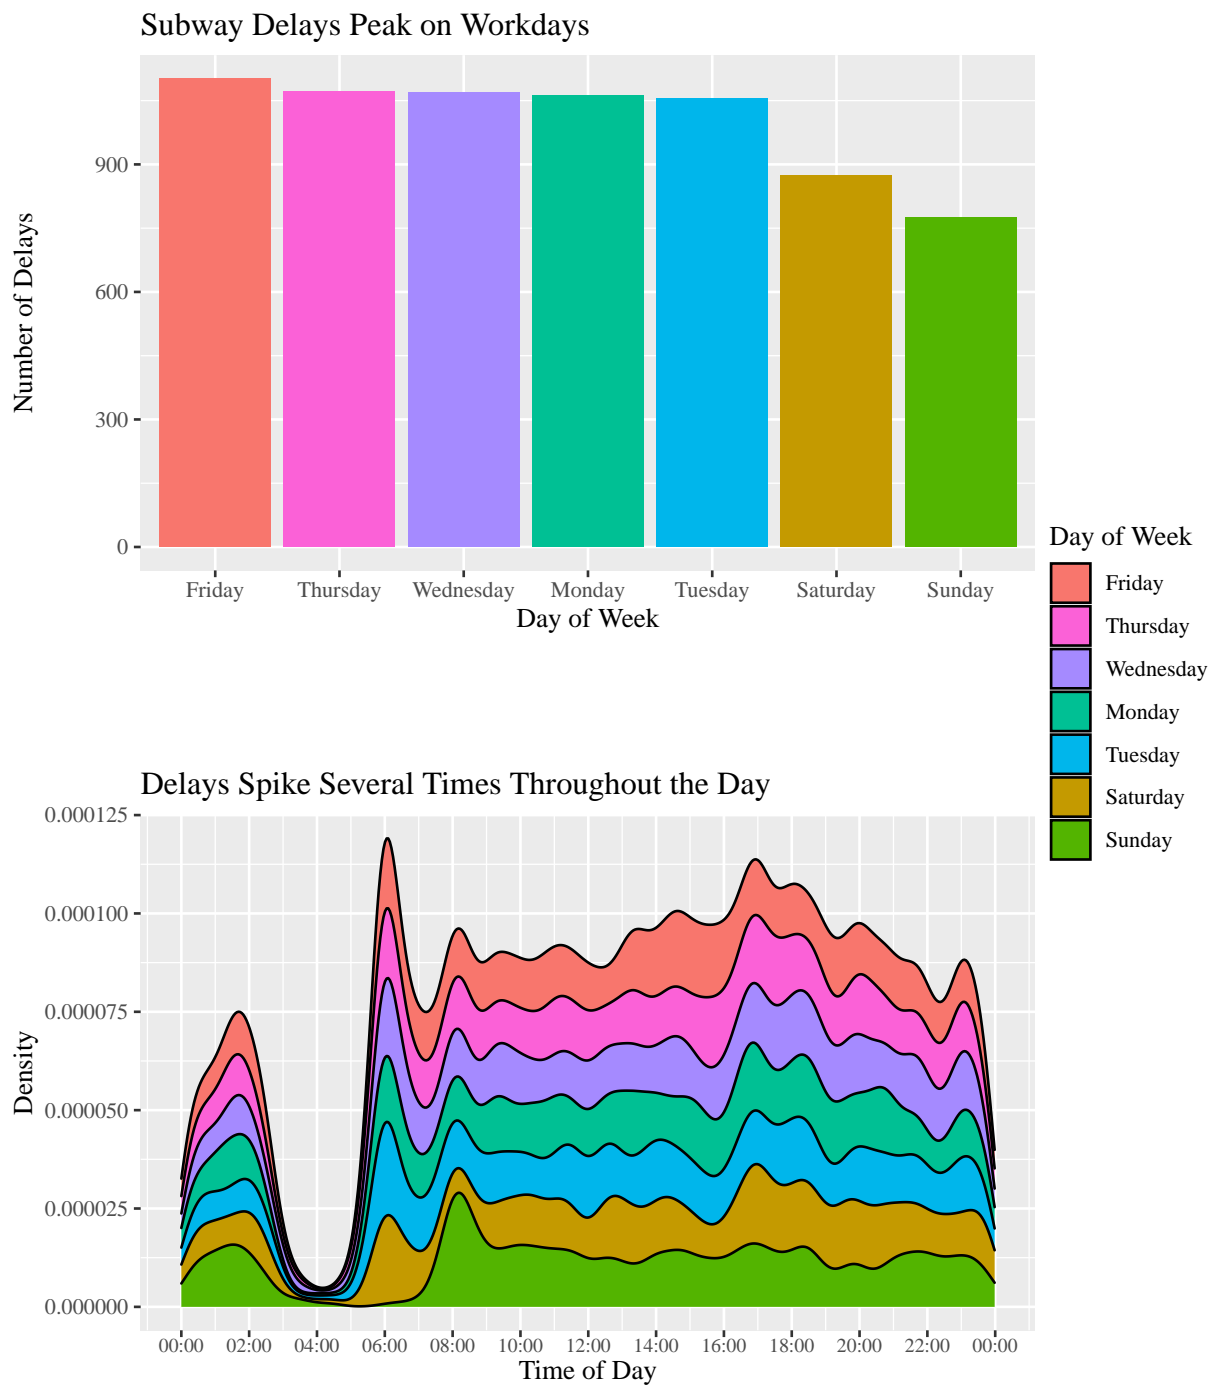 Subway Delays Peak on Workdays
Number of Delays
900
600
300
0
Friday Thursday Wednesday Monday Tuesday Saturday Sunday
Day of Week
Day of Week
Friday
Thursday
Wednesday
Monday
Tuesday
Saturday
Sunday
Delays Spike Several Times Throughout the Day
Density
0.000125
0.000100
0.000075
0.000050
0.000025
0.000000
00:00 02:00 04:00 06:00 08:00 10:00 12:00 14:00 16:00 18:00 20:00 22:00 00:00
Time of Day